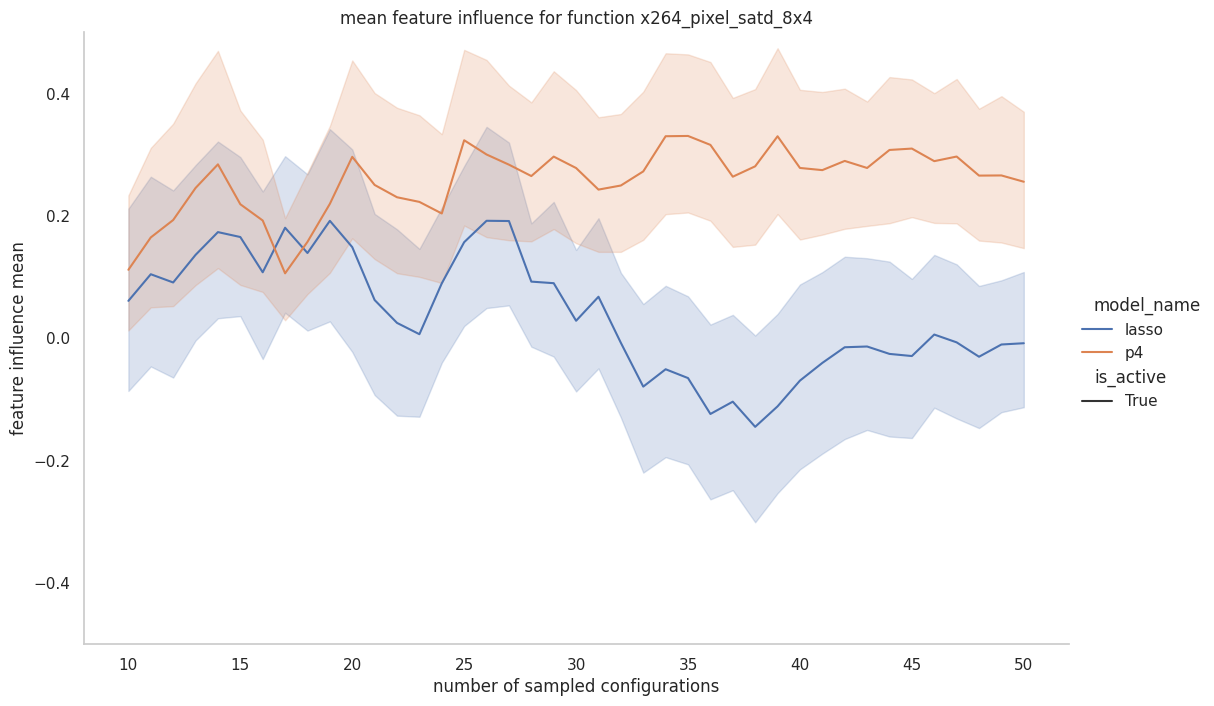 mean feature influence for function x264_pixel_satd_8x4
feature influence mean
0.4
0.2
0.0
−0.2
−0.4
10 15 20 25 30 35 40 45 50
number of sampled configurations
model_name
lasso
p4
is_active
True